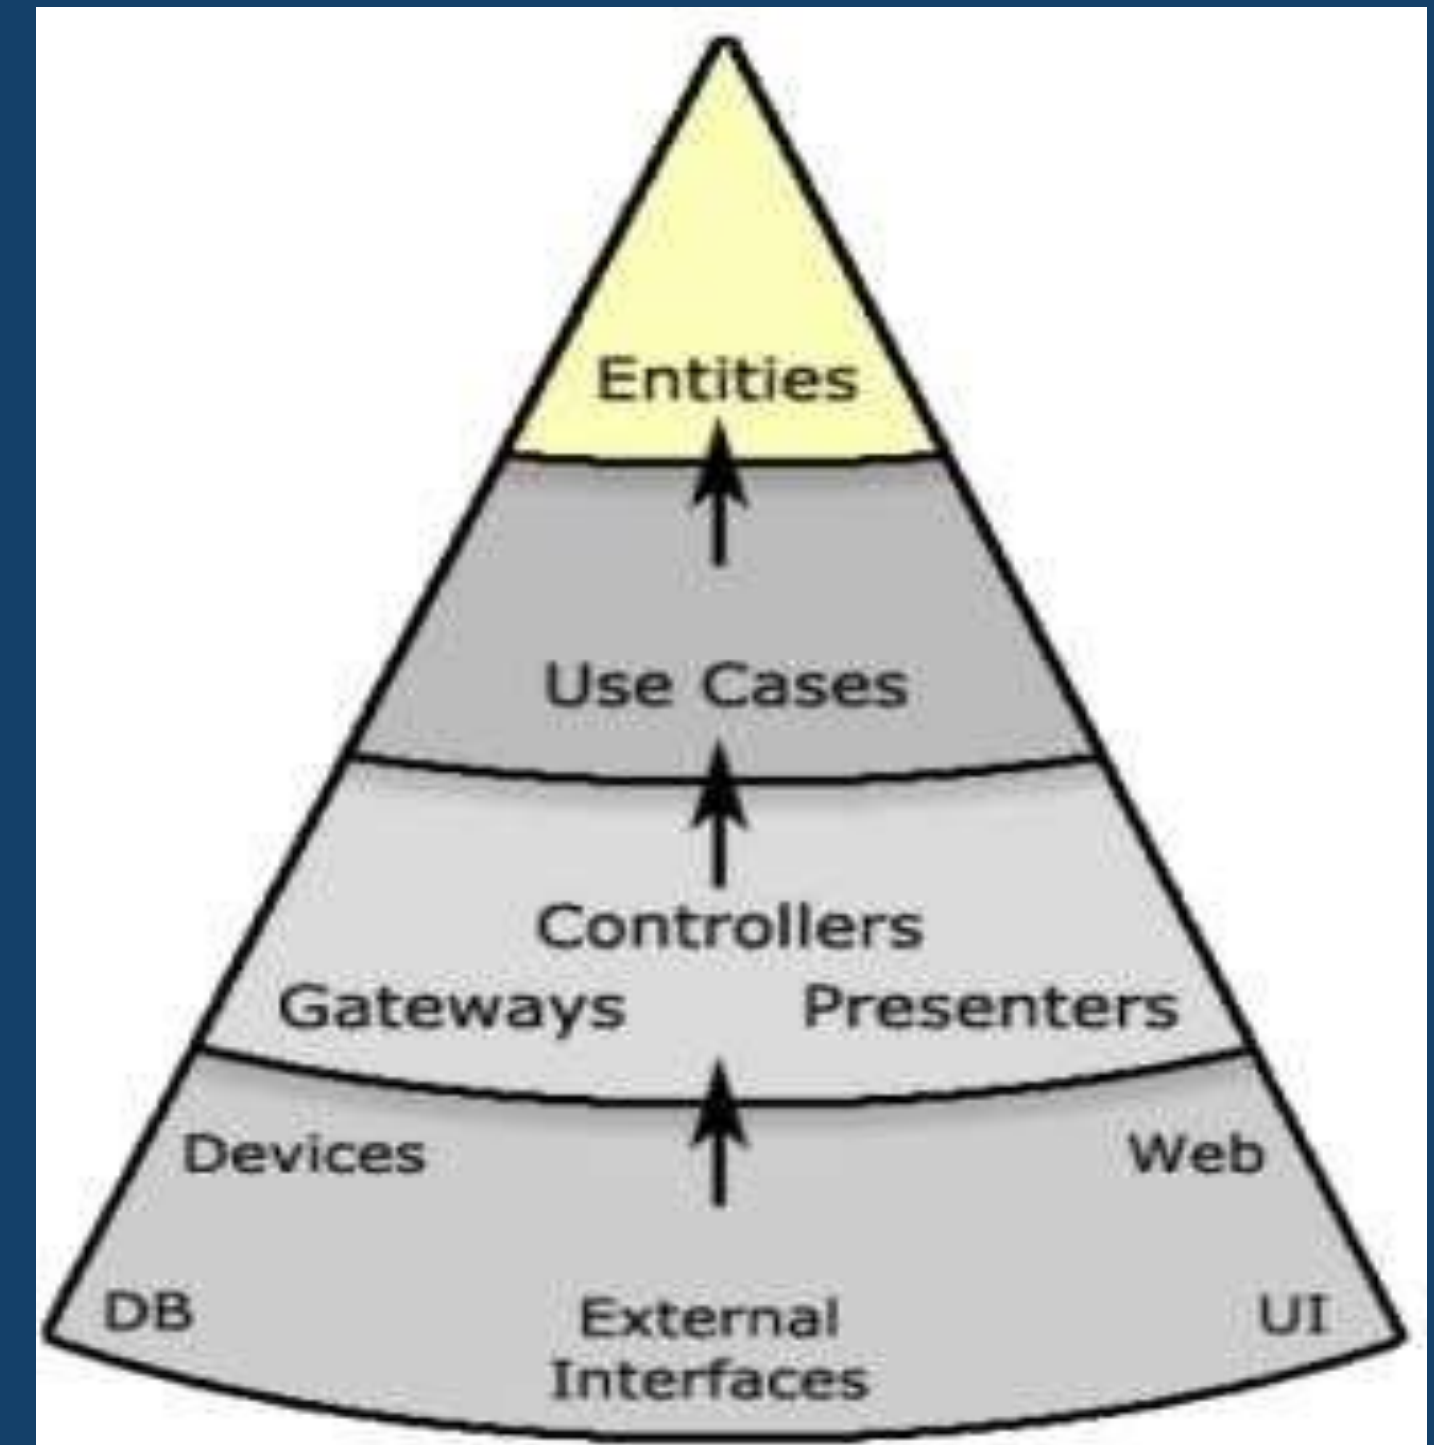 Entities
Use Cases
Controllers
Gateways Presenters
Devices Web
DB External Interfaces UI